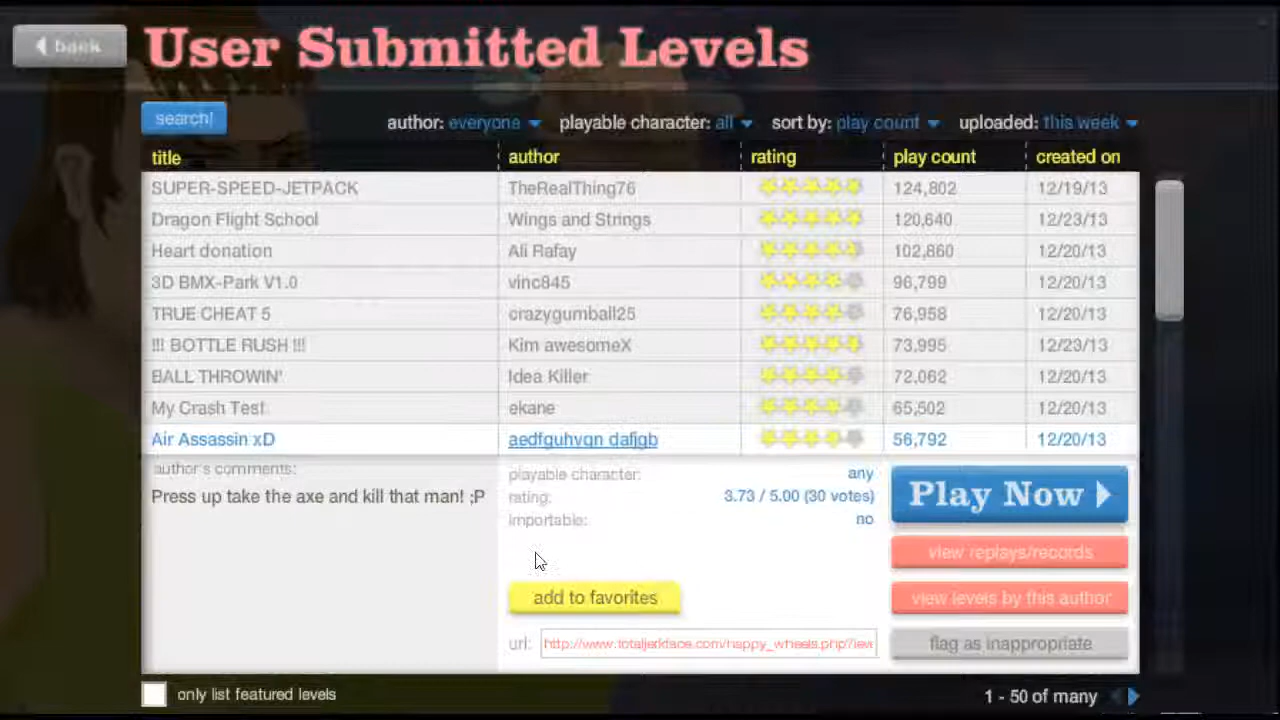 back
User Submitted Levels
search!
author: everyone playable character: all sort by: play count uploaded: this week
title author rating play count created on
SUPER-SPEED-JETPACK TheRealThing76 124,802 12/19/13
Dragon Flight School Wings and Strings 120,640 12/23/13
Heart donation Ali Rafay 102,860 12/20/13
3D BMX-Park V1.0 vinc845 96,799 12/20/13
TRUE CHEAT 5 crazygumball25 76,958 12/20/13
!!! BOTTLE RUSH !!! Kim awesomeX 73,995 12/23/13
BALL THROWIN' Idea Killer 72,062 12/20/13
My Crash Test ekane 65,502 12/20/13
Air Assassin xD 56,792 12/20/13
author's comments:
Press up take the axe and kill that man! ;P
playable character: any
rating: 3.73 / 5.00 (30 votes)
importable: no
Play Now
view replays/records
add to favorites
view levels by this author
url: http://www.totaljerkface.com/happy_wheels.php?lev
flag as inappropriate
only list featured levels
1 - 50 of many